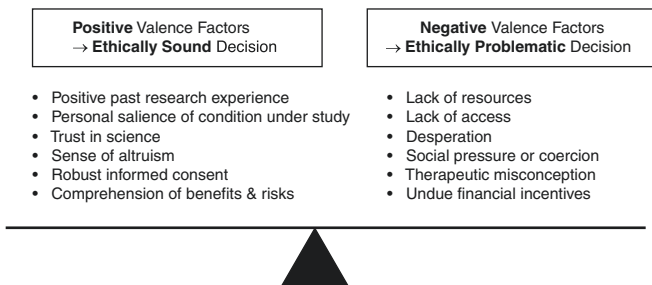 Positive Valence Factors
→ Ethically Sound Decision
• Positive past research experience
• Personal salience of condition under study
• Trust in science
• Sense of altruism
• Robust informed consent
• Comprehension of benefits & risks
Negative Valence Factors
→ Ethically Problematic Decision
• Lack of resources
• Lack of access
• Desperation
• Social pressure or coercion
• Therapeutic misconception
• Undue financial incentives